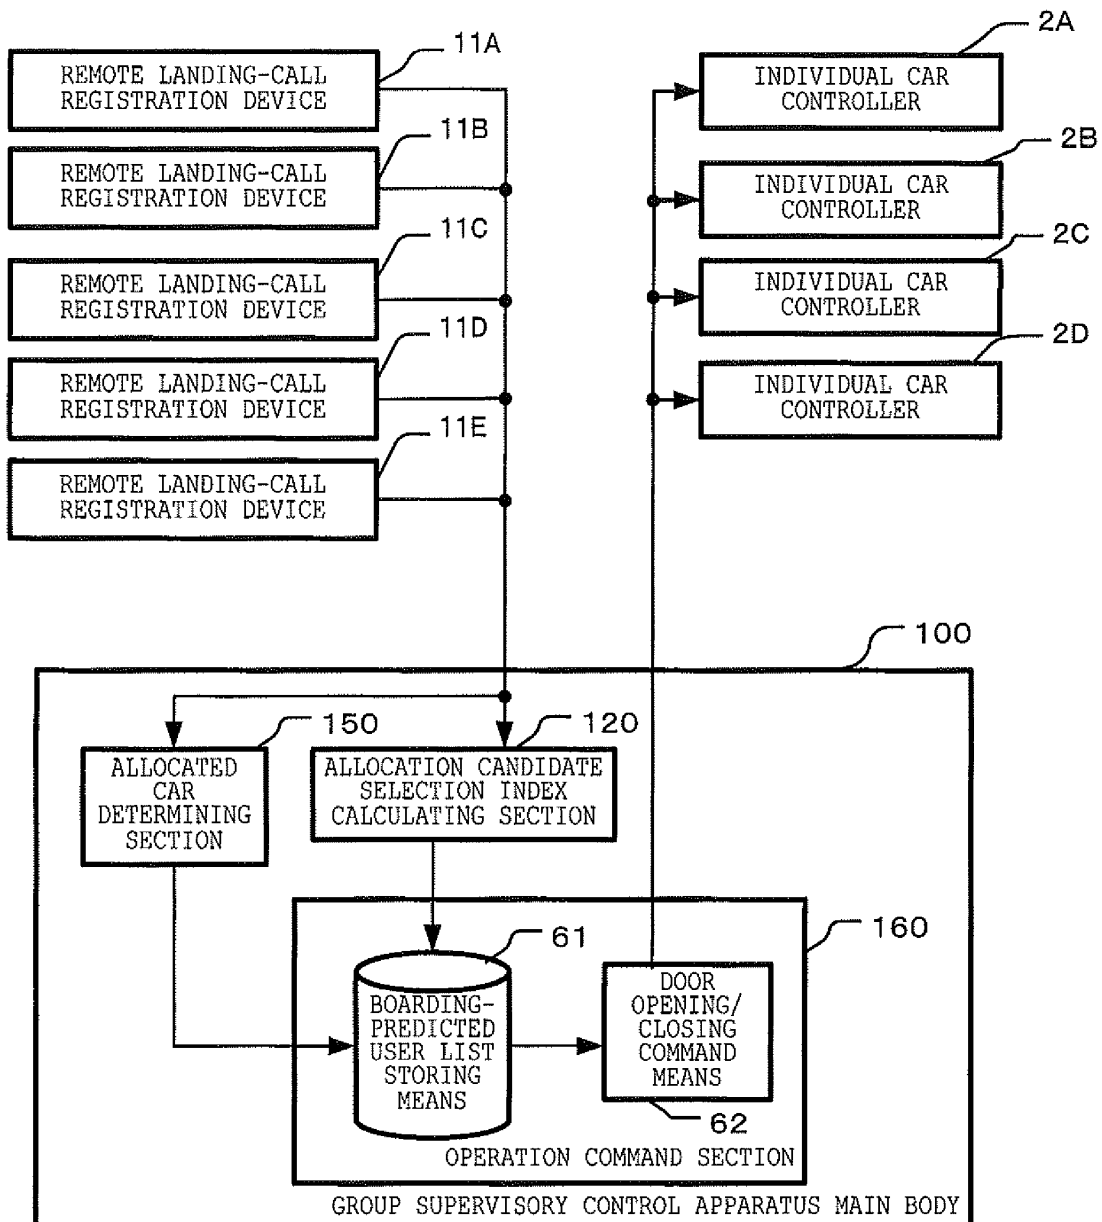 11A
REMOTE LANDING-CALL
REGISTRATION DEVICE
11B
REMOTE LANDING-CALL
REGISTRATION DEVICE
11C
REMOTE LANDING-CALL
REGISTRATION DEVICE
11D
REMOTE LANDING-CALL
REGISTRATION DEVICE
11E
REMOTE LANDING-CALL
REGISTRATION DEVICE
2A
INDIVIDUAL CAR
CONTROLLER
2B
INDIVIDUAL CAR
CONTROLLER
2C
INDIVIDUAL CAR
CONTROLLER
2D
INDIVIDUAL CAR
CONTROLLER
100
150
ALLOCATED
CAR
DETERMINING
SECTION
120
ALLOCATION CANDIDATE
SELECTION INDEX
CALCULATING SECTION
160
61
BOARDING-
PREDICTED
USER LIST
STORING
MEANS
DOOR
OPENING/
CLOSING
COMMAND
MEANS
62
OPERATION COMMAND SECTION
GROUP SUPERVISORY CONTROL APPARATUS MAIN BODY